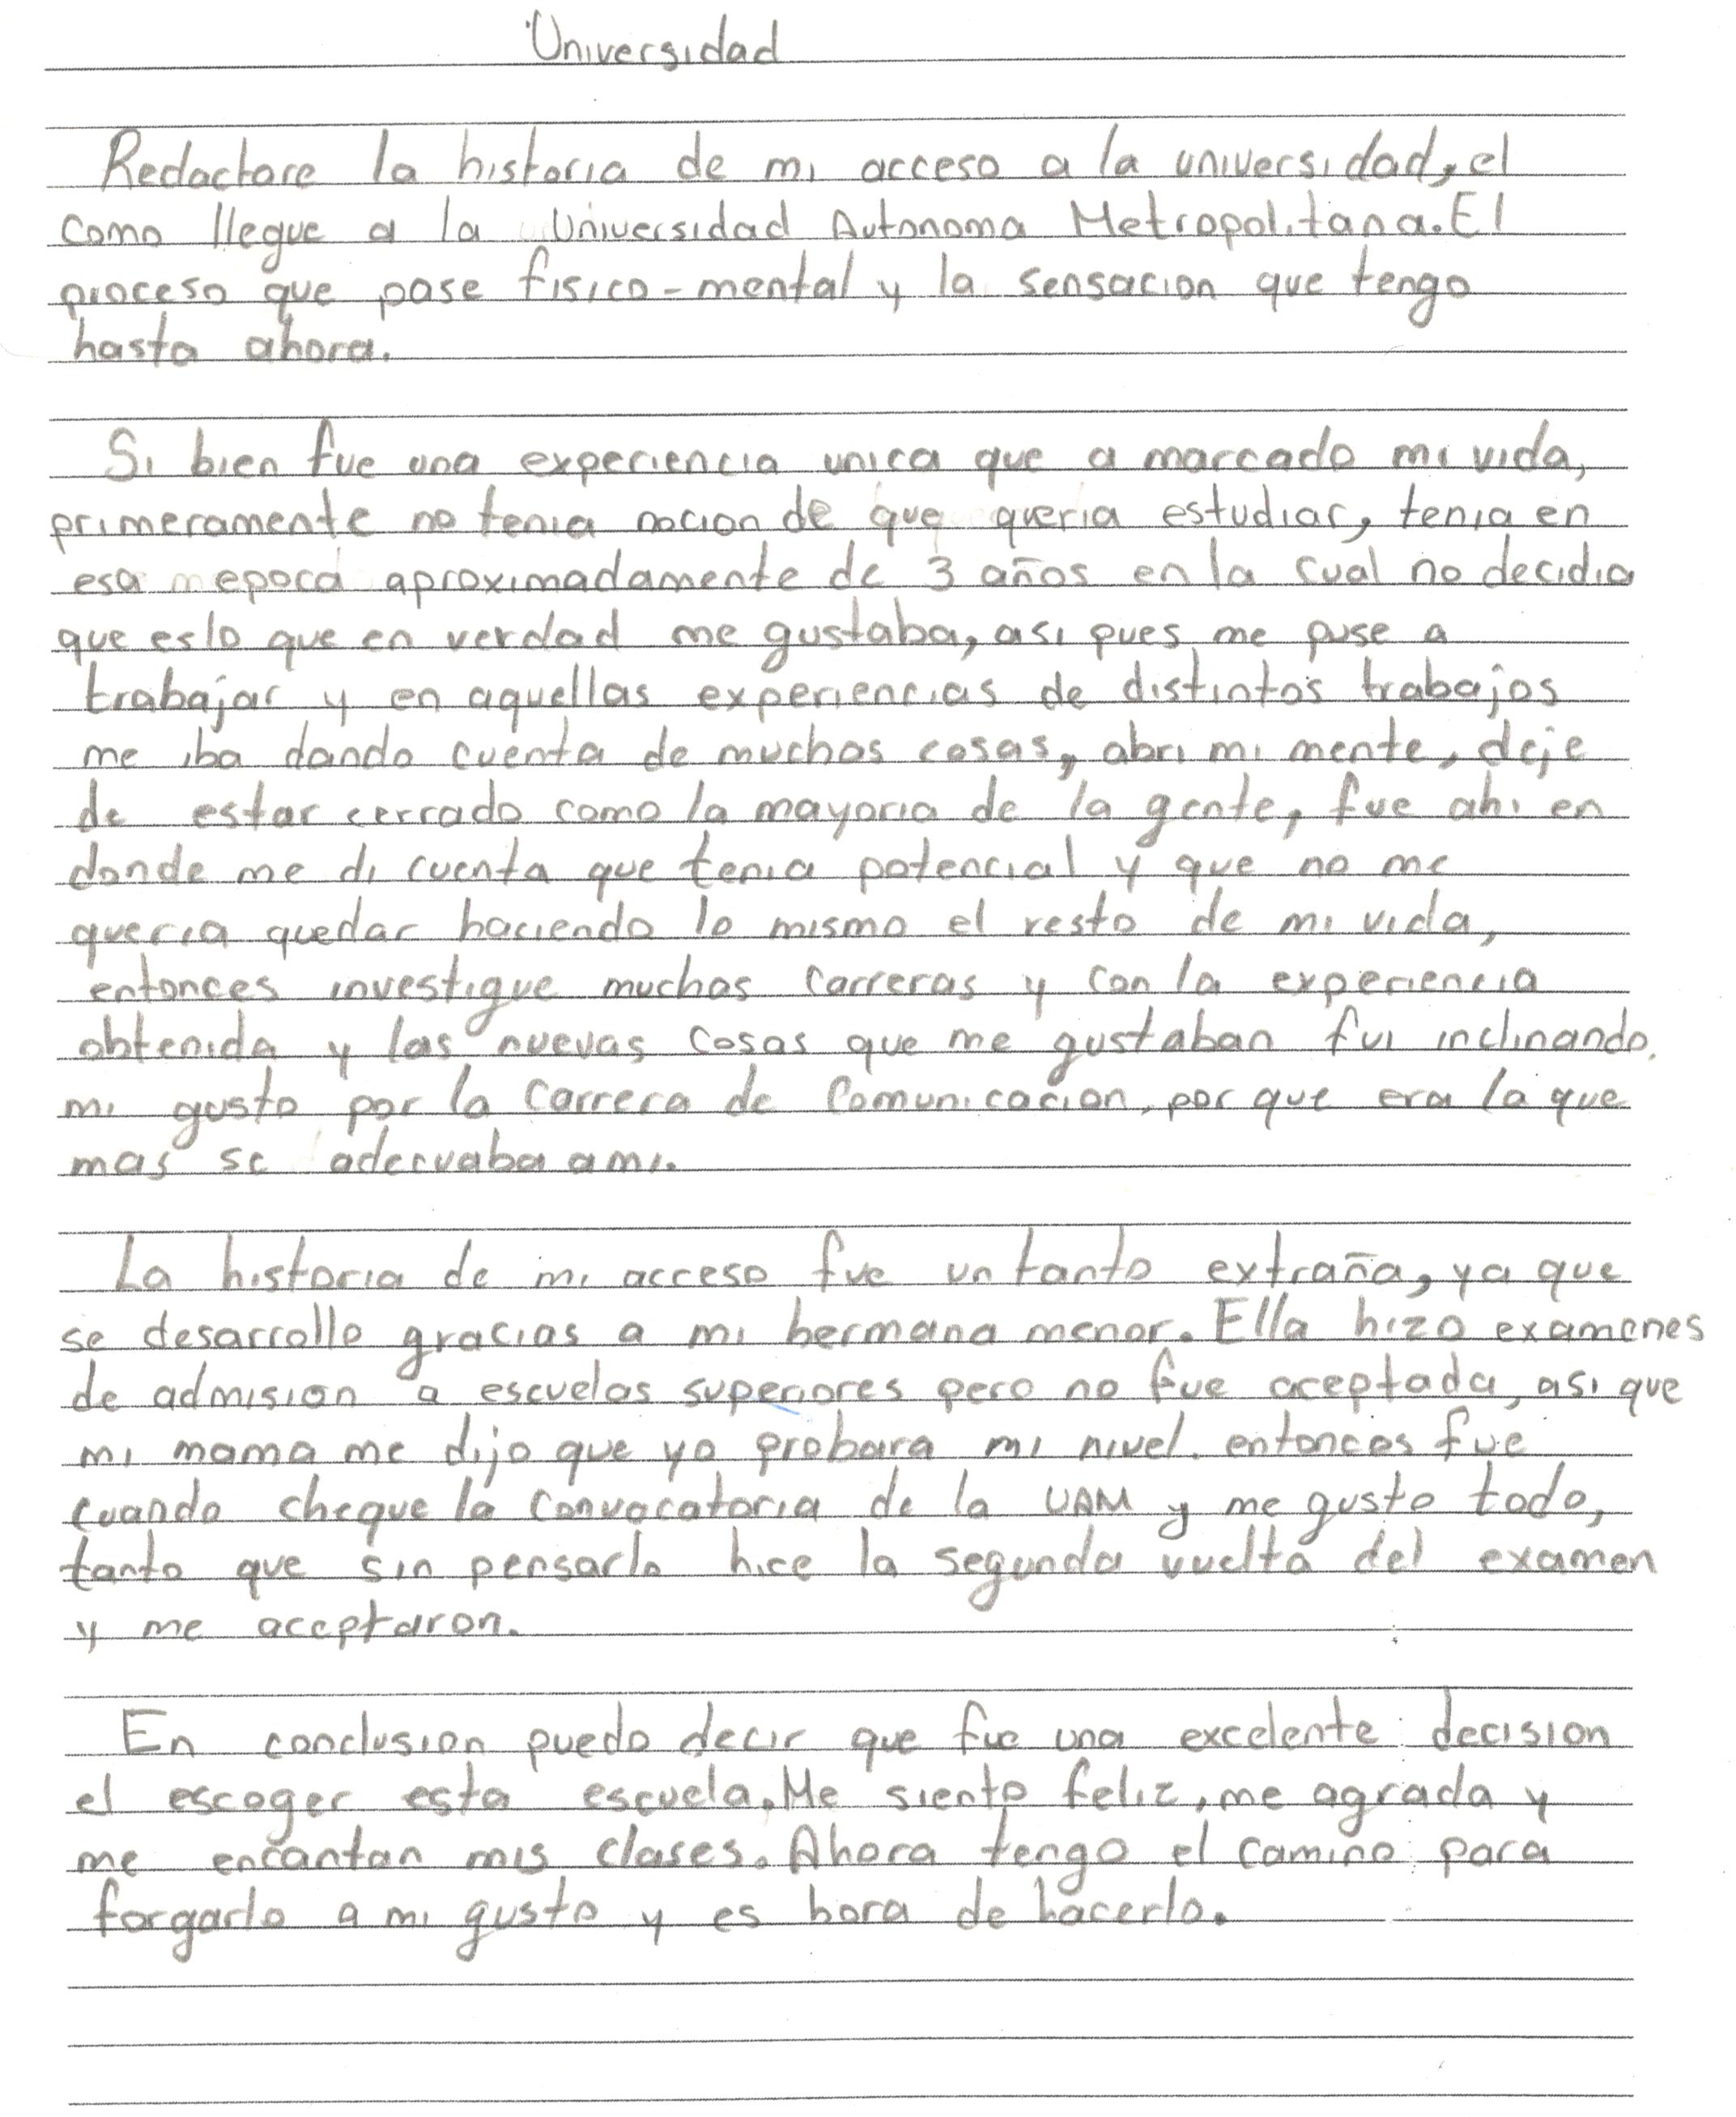 Universidad
Redactare la historia de mi acceso a la universidad, el
como llegue a la Universidad Autonoma Metropolitana. El
proceso que pase fisico-mental y la sensacion que tengo
hasta ahora.
Si bien fue una experiencia unica que a marcado mi vida,
primeramente no tenia nocion de que queria estudiar, tenia en
esa epoca aproximadamente de 3 años en la cual no decidia
que es lo que en verdad me gustaba, asi pues me puse a
trabajar y en aquellas experiencias de distintos trabajos
me iba dando cuenta de muchas cosas, abri mi mente, deje
de estar cerrado como la mayoria de la gente, fue ahi en
donde me di cuenta que tenia potencial y que no me
queria quedar haciendo lo mismo el resto de mi vida,
entonces investigue muchas carreras y con la experiencia
obtenida y las nuevas cosas que me gustaban fui inclinando
mi gusto por la carrera de Comunicacion, por que era la que
mas se adecuaba a mi.
La historia de mi acceso fue un tanto extraña, ya que
se desarrollo gracias a mi hermana menor. Ella hizo examenes
de admision a escuelas superiores pero no fue aceptada, asi que
mi mama me dijo que yo probara mi nivel. entonces fue
cuando cheque la convocatoria de la UAM y me gusto todo,
tanto que sin pensarlo hice la segunda vuelta del examen
y me aceptaron.
En conclusion puedo decir que fue una excelente decision
el escoger esta escuela. Me siento feliz, me agrada y
me encantan mis clases. Ahora tengo el camino para
forgarlo a mi gusto y es hora de hacerlo.